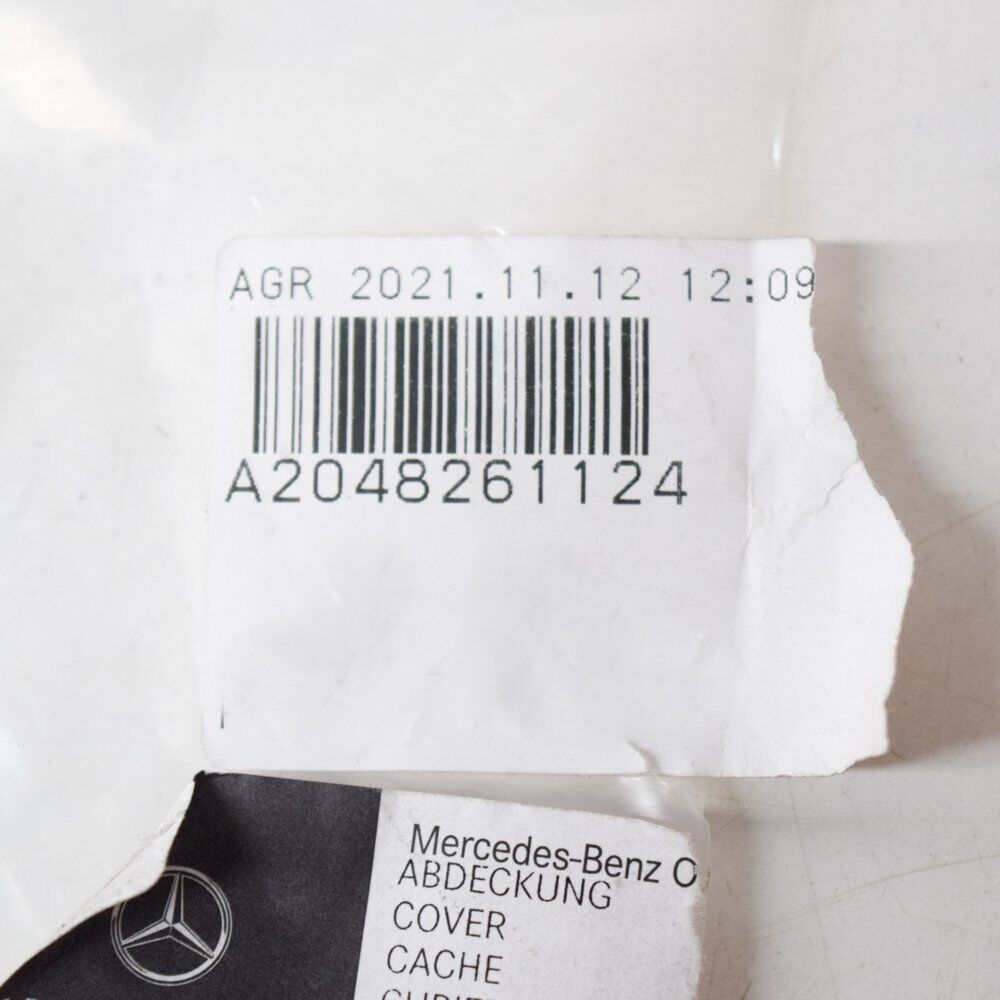 AGR 2021.11.12 12:09
A2048261124
Mercedes-Benz
ABDECKUNG
COVER
CACHE